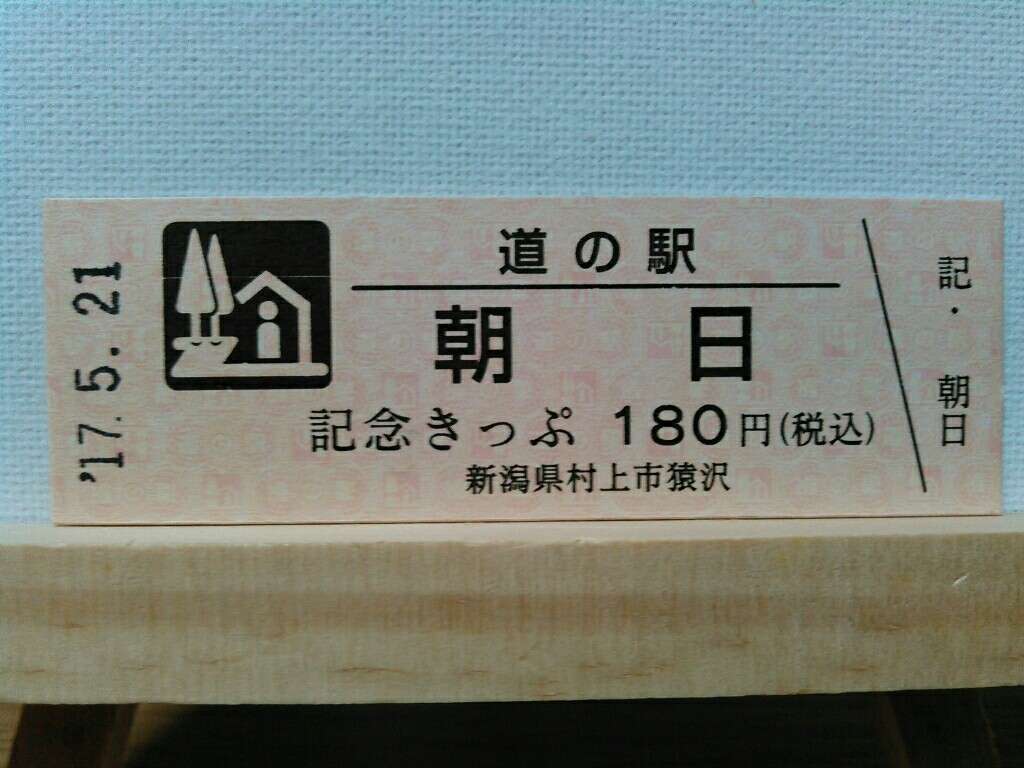 '17.5.21
道の駅
朝日
記念きっぷ 180円(税込)
新潟県村上市猿沢
記・朝日